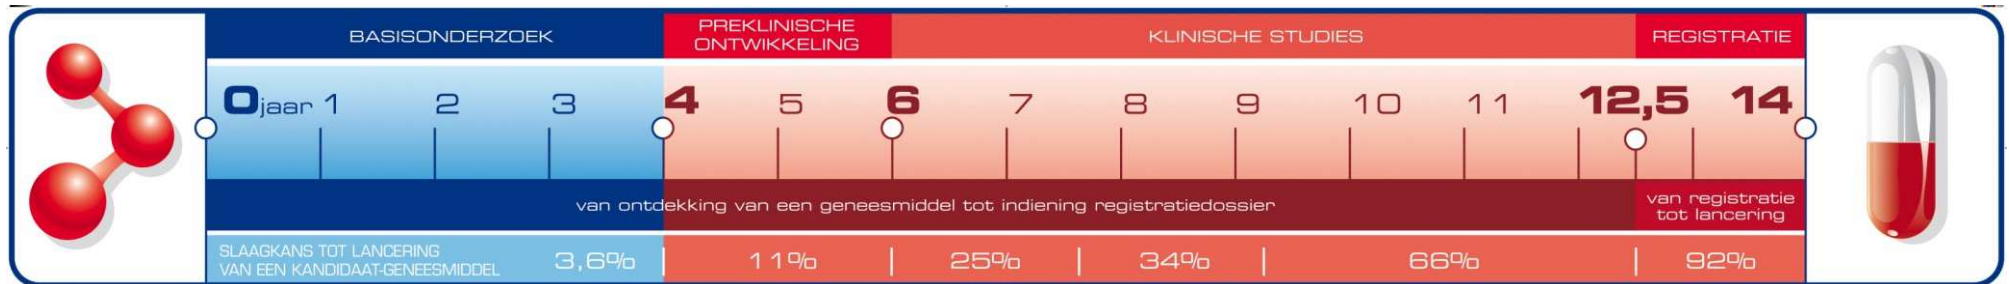 BASISONDERZOEK
PREKLINISCHE
ONTWIKKELING
KLINISCHE STUDIES
REGISTRATIE
0 jaar 1 2 3 4 5 6 7 8 9 10 11 12,5 14
van ontdekking van een geneesmiddel tot indiening registratiedossier
van registratie
tot lancering
SLAAGKANS TOT LANCERING
VAN EEN KANDIDAAT-GENEESMIDDEL
3,6% 11% 25% 34% 66% 92%